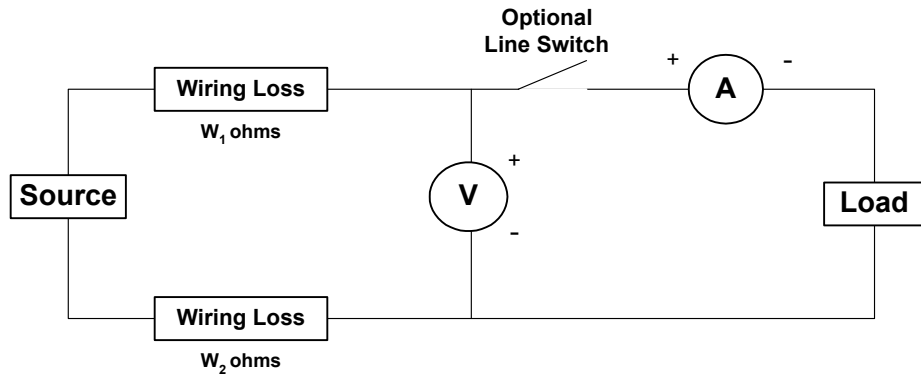 Optional
Line Switch
+
-
Wiring Loss
A
W₁ ohms
+
Source
V
Load
-
Wiring Loss
W₂ ohms